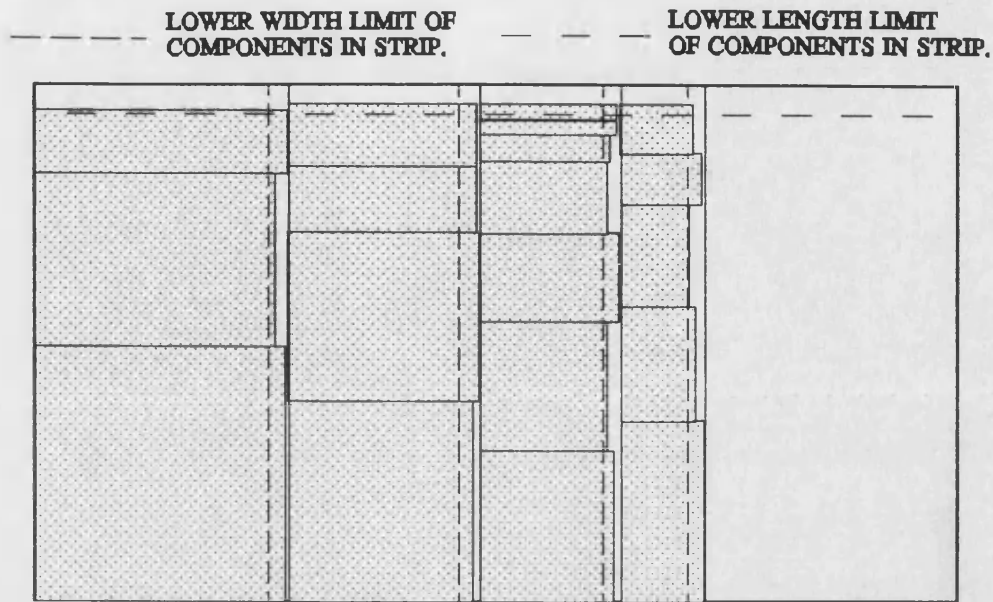 LOWER WIDTH LIMIT OF
COMPONENTS IN STRIP.
LOWER LENGTH LIMIT
OF COMPONENTS IN STRIP.